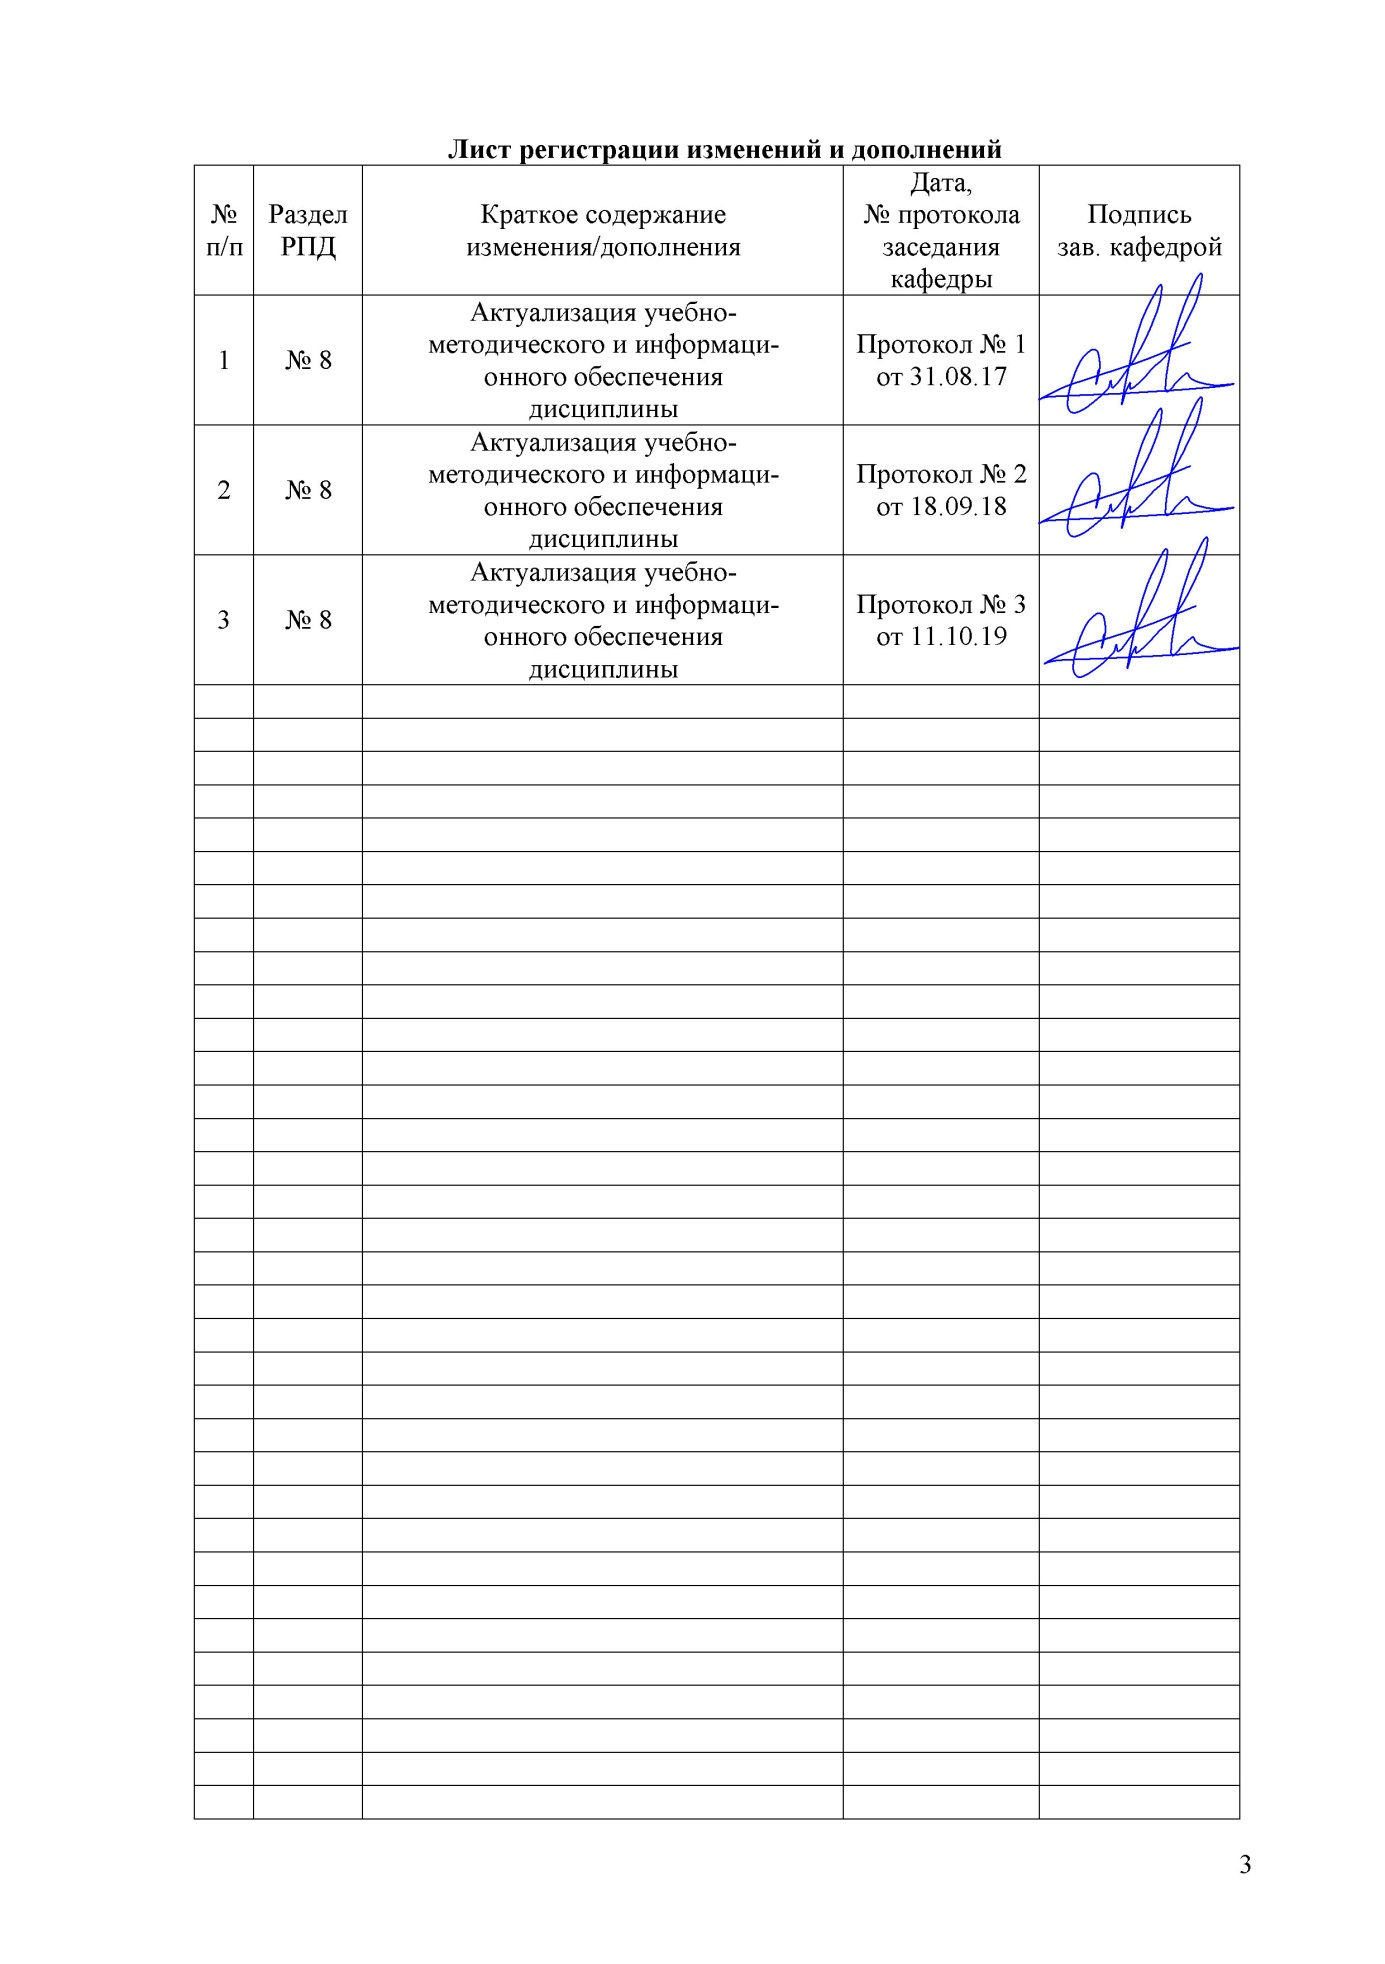 Лист регистрации изменений и дополнений
№
п/п
Раздел
РПД
Краткое содержание
изменения/дополнения
Дата,
№ протокола
заседания
кафедры
Подпись
зав. кафедрой
1
№ 8
Актуализация учебно-
методического и информаци-
онного обеспечения
дисциплины
Протокол № 1
от 31.08.17
2
№ 8
Актуализация учебно-
методического и информаци-
онного обеспечения
дисциплины
Протокол № 2
от 18.09.18
3
№ 8
Актуализация учебно-
методического и информаци-
онного обеспечения
дисциплины
Протокол № 3
от 11.10.19
3